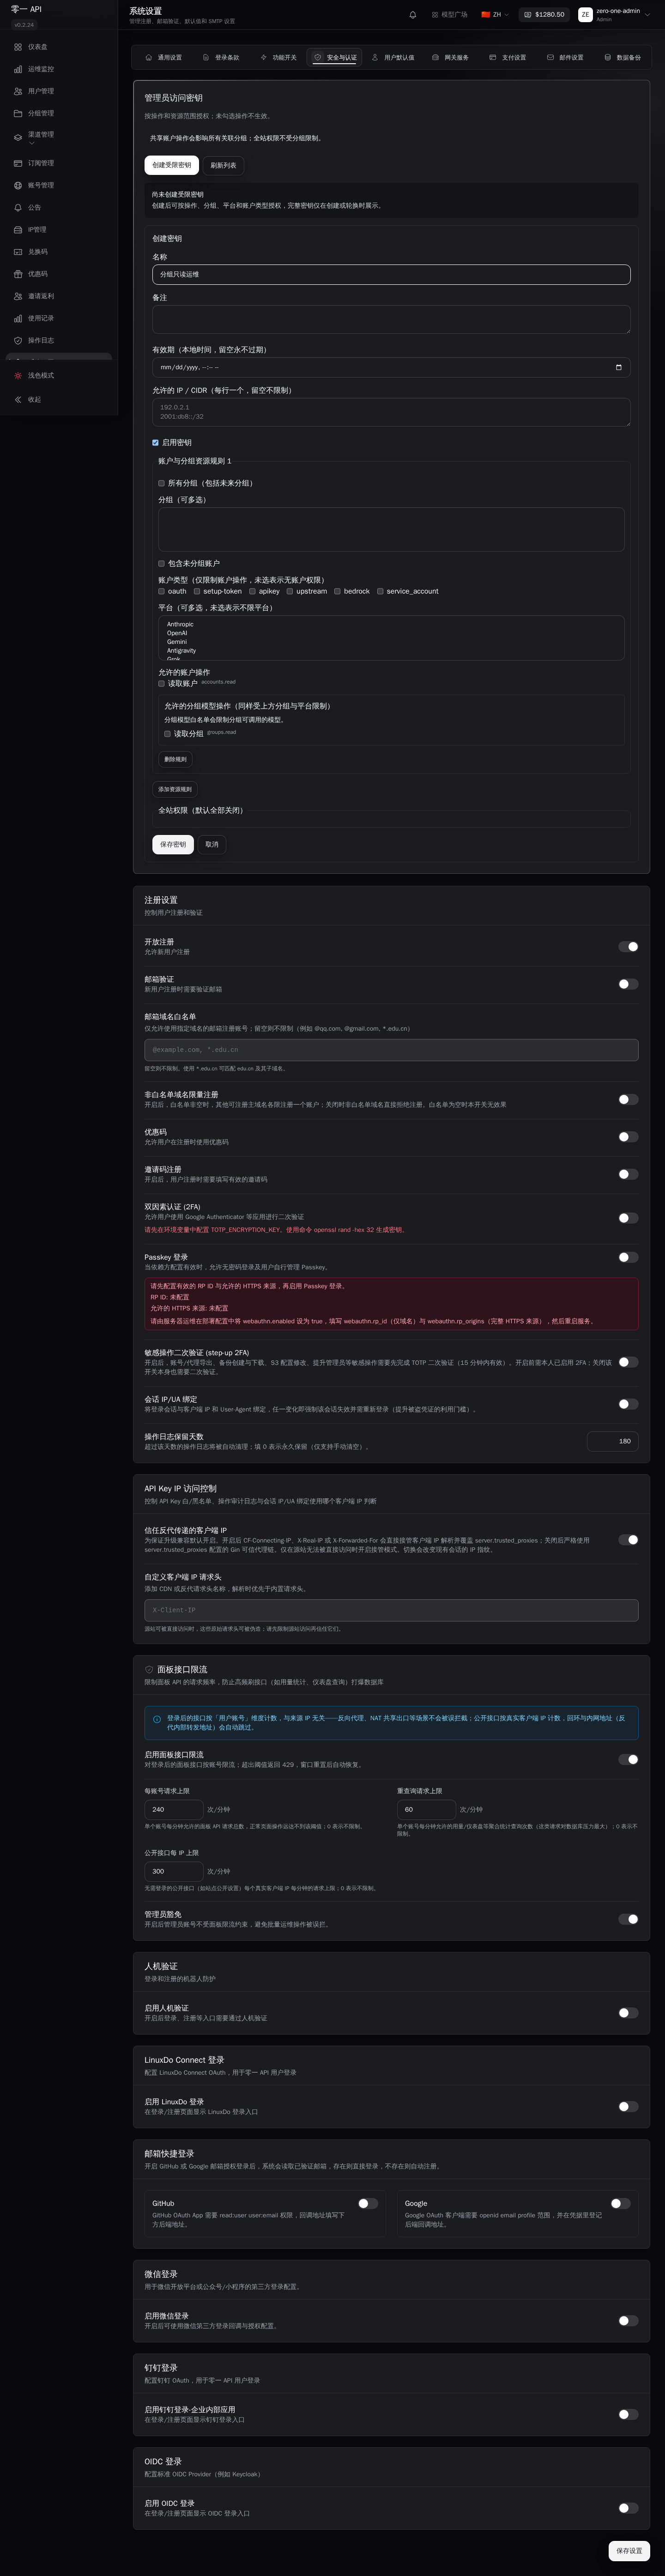 零一 API
v0.2.24
仪表盘
运维监控
用户管理
分组管理
渠道管理
订阅管理
账号管理
公告
IP管理
兑换码
优惠码
邀请返利
使用记录
操作日志
浅色模式
收起
系统设置
管理注册、邮箱验证、默认值和 SMTP 设置
模型广场
🇨🇳 ZH
$1280.50
ZE
zero-one-admin
Admin
通用设置
登录条款
功能开关
安全与认证
用户默认值
网关服务
支付设置
邮件设置
数据备份
管理员访问密钥
按操作和资源范围授权；未勾选操作不生效。
共享账户操作会影响所有关联分组；全站权限不受分组限制。
创建受限密钥
刷新列表
尚未创建受限密钥
创建后可按操作、分组、平台和账户类型授权，完整密钥仅在创建或轮换时展示。
创建密钥
名称
分组只读运维
备注
有效期（本地时间，留空永不过期）
mm/dd/yyyy, --:-- --
允许的 IP / CIDR（每行一个，留空不限制）
192.0.2.1
2001:db8::/32
启用密钥
账户与分组资源规则 1
所有分组（包括未来分组）
分组（可多选）
包含未分组账户
账户类型（仅限制账户操作，未选表示无账户权限）
oauth setup-token apikey upstream bedrock service_account
平台（可多选，未选表示不限平台）
Anthropic
OpenAI
Gemini
Antigravity
Grok
允许的账户操作
读取账户 accounts.read
允许的分组模型操作（同样受上方分组与平台限制）
分组模型白名单会限制分组可调用的模型。
读取分组 groups.read
删除规则
添加资源规则
全站权限（默认全部关闭）
保存密钥
取消
注册设置
控制用户注册和验证
开放注册
允许新用户注册
邮箱验证
新用户注册时需要验证邮箱
邮箱域名白名单
仅允许使用指定域名的邮箱注册账号；留空则不限制（例如 @qq.com, @gmail.com, *.edu.cn）
@example.com, *.edu.cn
留空则不限制。使用 *.edu.cn 可匹配 edu.cn 及其子域名。
非白名单域名限量注册
开启后，白名单非空时，其他可注册主域名各限注册一个账户；关闭时非白名单域名直接拒绝注册。白名单为空时本开关无效果
优惠码
允许用户在注册时使用优惠码
邀请码注册
开启后，用户注册时需要填写有效的邀请码
双因素认证 (2FA)
允许用户使用 Google Authenticator 等应用进行二次验证
请先在环境变量中配置 TOTP_ENCRYPTION_KEY。使用命令 openssl rand -hex 32 生成密钥。
Passkey 登录
当依赖方配置有效时，允许无密码登录及用户自行管理 Passkey。
请先配置有效的 RP ID 与允许的 HTTPS 来源，再启用 Passkey 登录。
RP ID: 未配置
允许的 HTTPS 来源: 未配置
请由服务器运维在部署配置中将 webauthn.enabled 设为 true，填写 webauthn.rp_id（仅域名）与 webauthn.rp_origins（完整 HTTPS 来源），然后重启服务。
敏感操作二次验证 (step-up 2FA)
开启后，账号/代理导出、备份创建与下载、S3 配置修改、提升管理员等敏感操作需要先完成 TOTP 二次验证（15 分钟内有效）。开启前需本人已启用 2FA；关闭该
开关本身也需要二次验证。
会话 IP/UA 绑定
将登录会话与客户端 IP 和 User-Agent 绑定，任一变化即强制该会话失效并需重新登录（提升被盗凭证的利用门槛）。
操作日志保留天数
超过该天数的操作日志将被自动清理；填 0 表示永久保留（仅支持手动清空）。
180
API Key IP 访问控制
控制 API Key 白/黑名单、操作审计日志与会话 IP/UA 绑定使用哪个客户端 IP 判断
信任反代传递的客户端 IP
为保证升级兼容默认开启。开启后 CF-Connecting-IP、X-Real-IP 或 X-Forwarded-For 会直接接管客户端 IP 解析并覆盖 server.trusted_proxies；关闭后严格使用
server.trusted_proxies 配置的 Gin 可信代理链。仅在源站无法被直接访问时开启接管模式。切换会改变现有会话的 IP 指纹。
自定义客户端 IP 请求头
添加 CDN 或反代请求头名称，解析时优先于内置请求头。
X-Client-IP
源站可被直接访问时，这些原始请求头可被伪造；请先限制源站访问再信任它们。
面板接口限流
限制面板 API 的请求频率，防止高频刷接口（如用量统计、仪表盘查询）打爆数据库
登录后的接口按「用户账号」维度计数，与来源 IP 无关——反向代理、NAT 共享出口等场景不会被误拦截；公开接口按真实客户端 IP 计数，回环与内网地址（反
代内部转发地址）会自动跳过。
启用面板接口限流
对登录后的面板接口按账号限流；超出阈值返回 429，窗口重置后自动恢复。
每账号请求上限
240 次/分钟
单个账号每分钟允许的面板 API 请求总数，正常页面操作远达不到该阈值；0 表示不限制。
重查询请求上限
60 次/分钟
单个账号每分钟允许的用量/仪表盘等聚合统计查询次数（这类请求对数据库压力最大）；0 表示不
限制。
公开接口每 IP 上限
300 次/分钟
无需登录的公开接口（如站点公开设置）每个真实客户端 IP 每分钟的请求上限；0 表示不限制。
管理员豁免
开启后管理员账号不受面板限流约束，避免批量运维操作被误拦。
人机验证
登录和注册的机器人防护
启用人机验证
开启后登录、注册等入口需要通过人机验证
LinuxDo Connect 登录
配置 LinuxDo Connect OAuth，用于零一 API 用户登录
启用 LinuxDo 登录
在登录/注册页面显示 LinuxDo 登录入口
邮箱快捷登录
开启 GitHub 或 Google 邮箱授权登录后，系统会读取已验证邮箱，存在则直接登录，不存在则自动注册。
GitHub
GitHub OAuth App 需要 read:user user:email 权限，回调地址填写下
方后端地址。
Google
Google OAuth 客户端需要 openid email profile 范围，并在凭据里登记
后端回调地址。
微信登录
用于微信开放平台或公众号/小程序的第三方登录配置。
启用微信登录
开启后可使用微信第三方登录回调与授权配置。
钉钉登录
配置钉钉 OAuth，用于零一 API 用户登录
启用钉钉登录-企业内部应用
在登录/注册页面显示钉钉登录入口
OIDC 登录
配置标准 OIDC Provider（例如 Keycloak）
启用 OIDC 登录
在登录/注册页面显示 OIDC 登录入口
保存设置